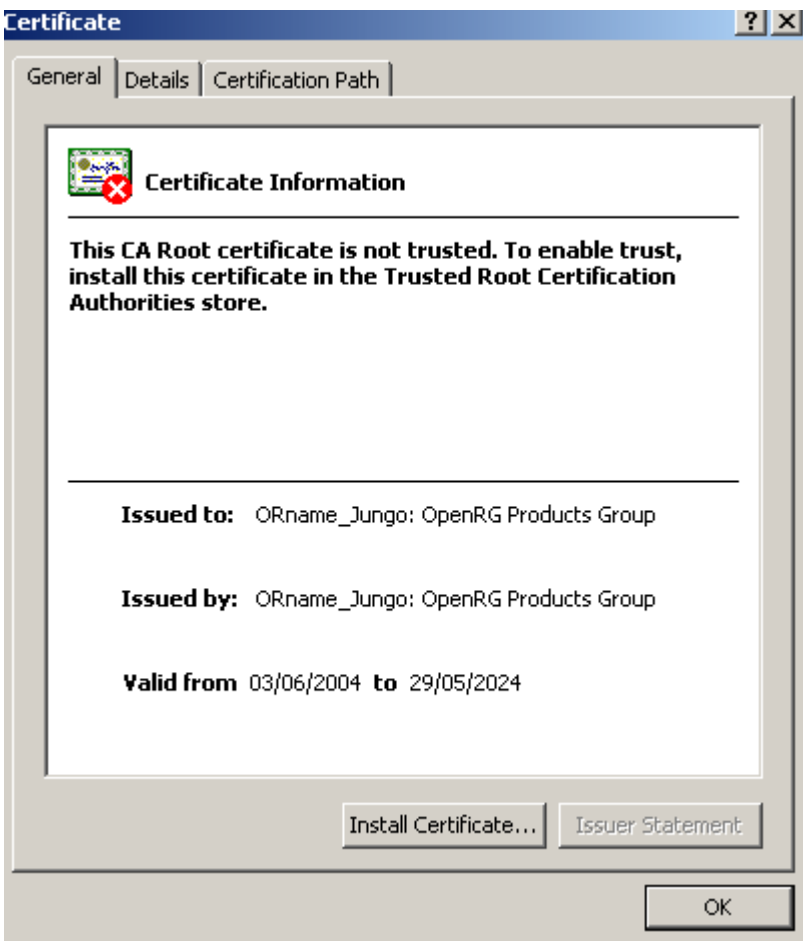 Certificate
General Details Certification Path
Certificate Information
This CA Root certificate is not trusted. To enable trust,
install this certificate in the Trusted Root Certification
Authorities store.
Issued to: ORname_Jungo: OpenRG Products Group
Issued by: ORname_Jungo: OpenRG Products Group
Valid from 03/06/2004 to 29/05/2024
Install Certificate... Issuer Statement
OK